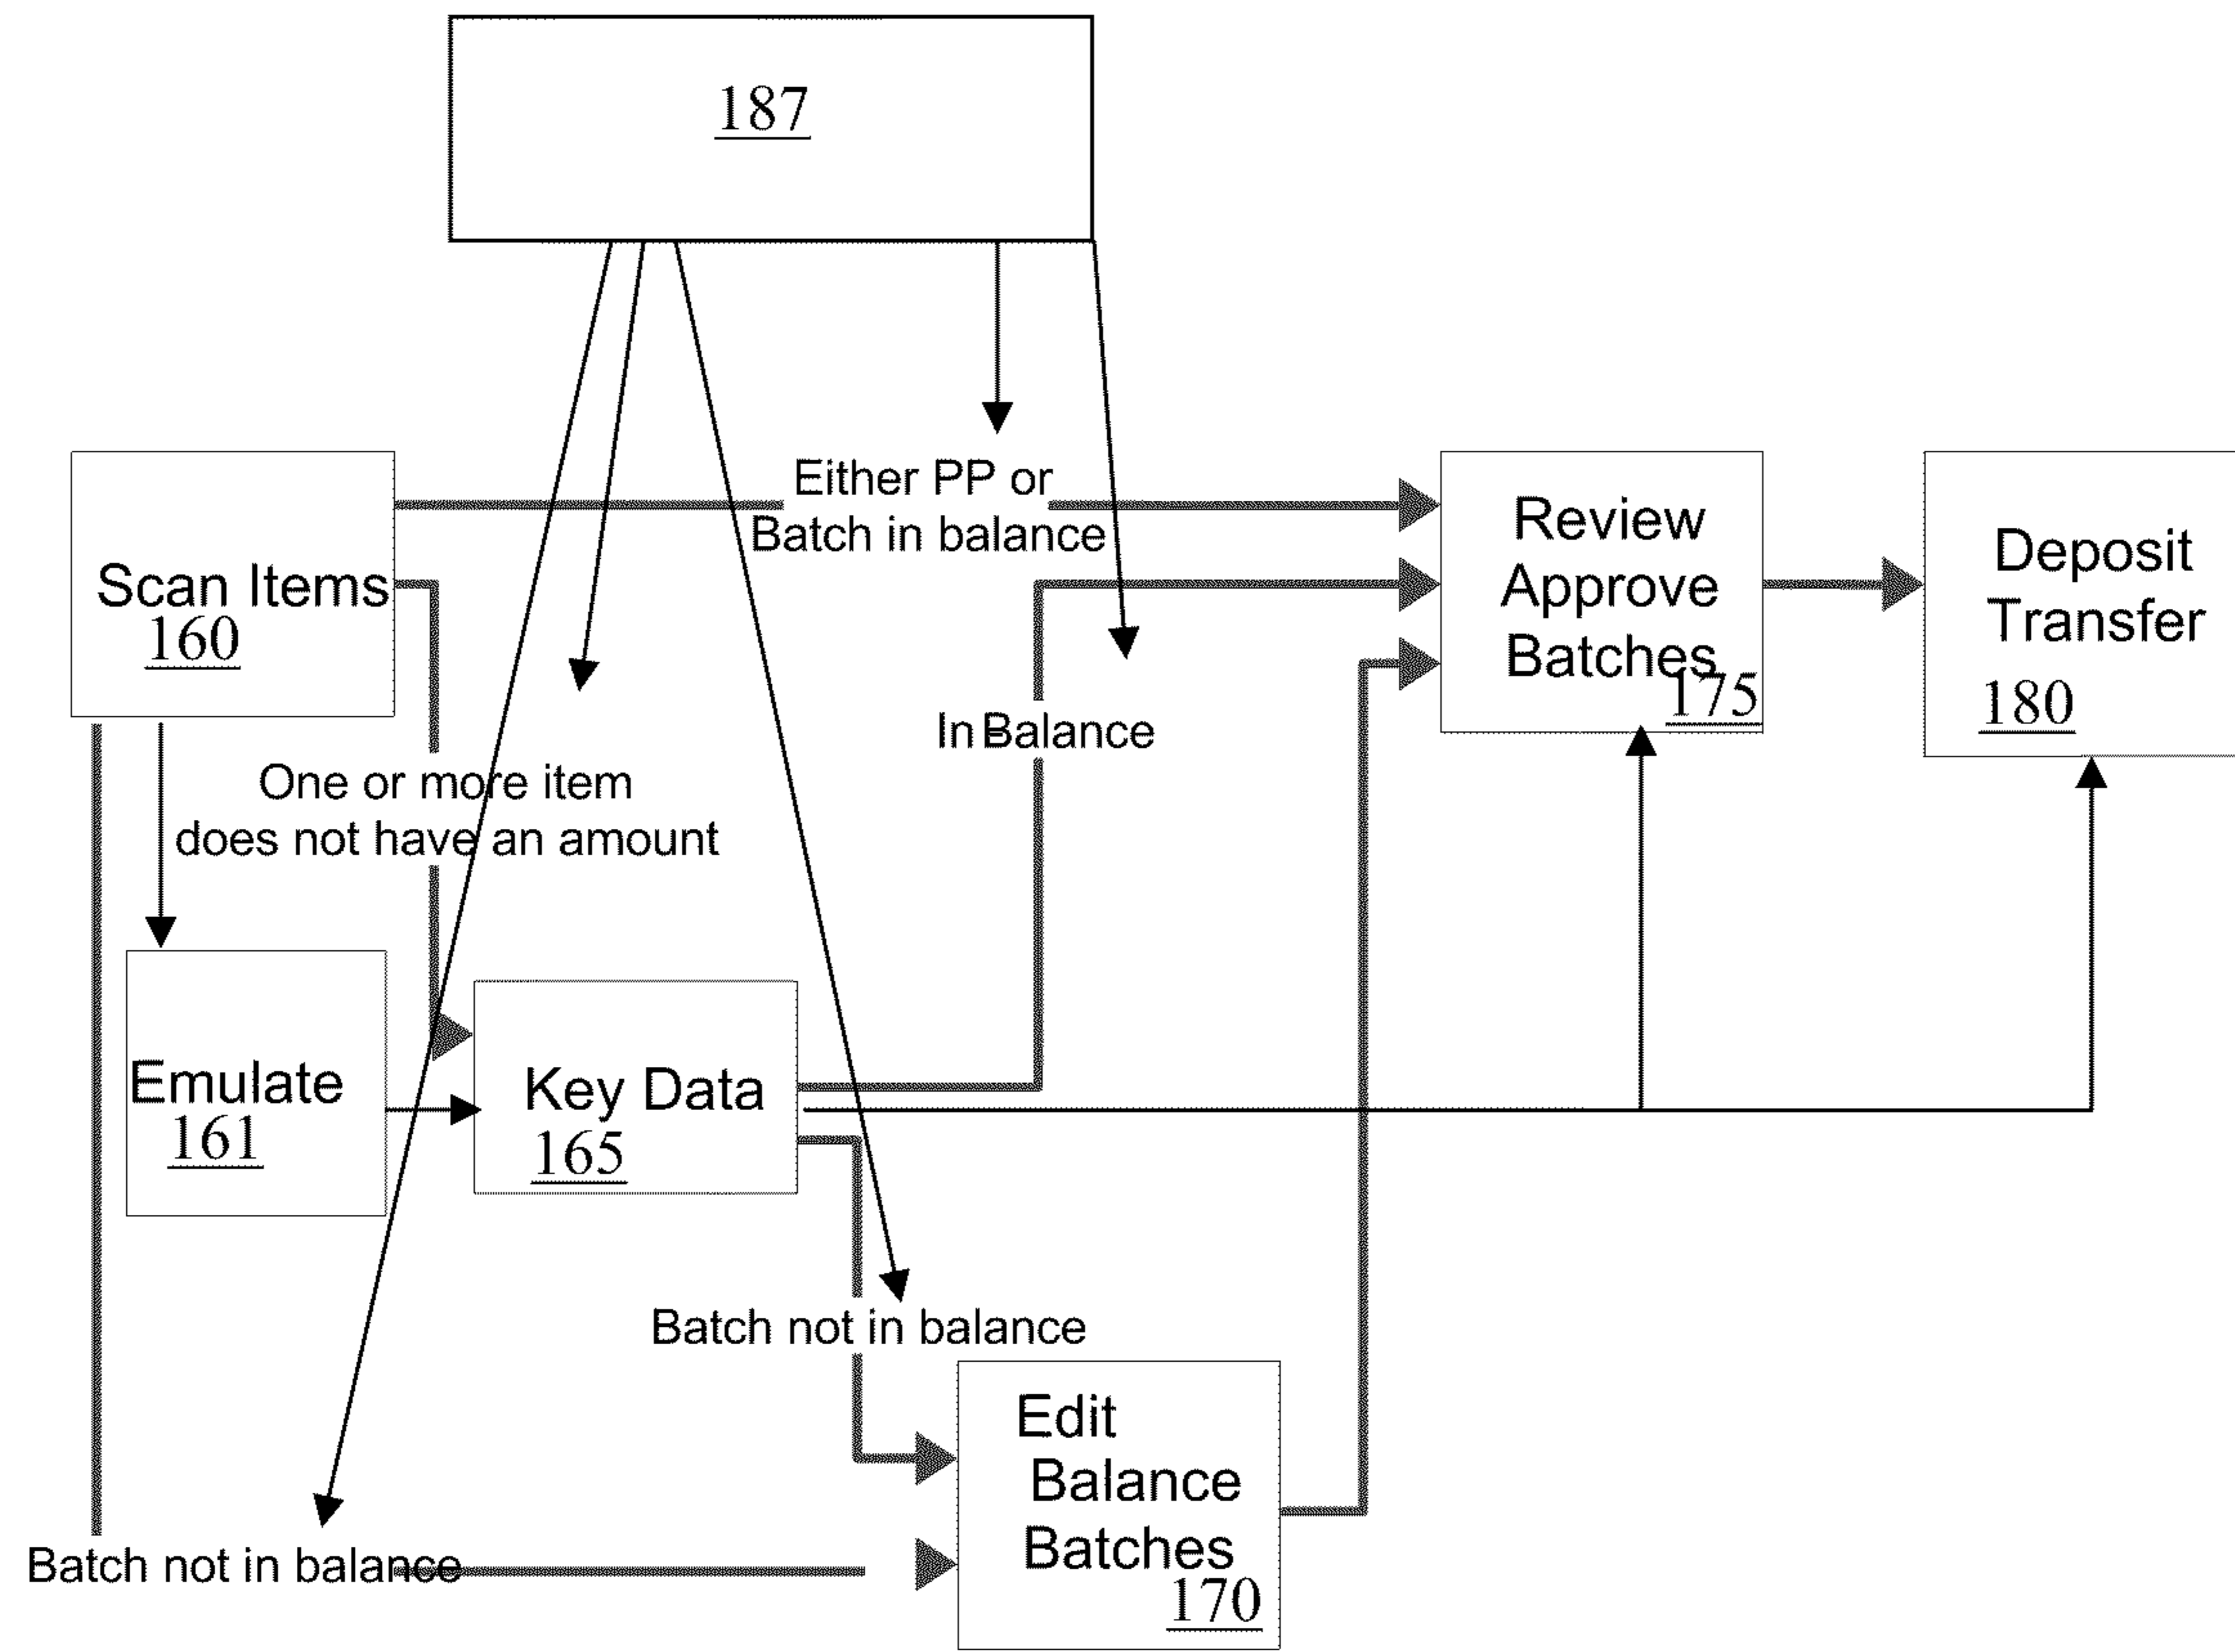 187
Either PP or
Batch in balance
Scan Items
160
Review
Approve
Batches
175
Deposit
Transfer
180
In Balance
One or more item
does not have an amount
Emulate
161
Key Data
165
Batch not in balance
Edit
Balance
Batches
170
Batch not in balance